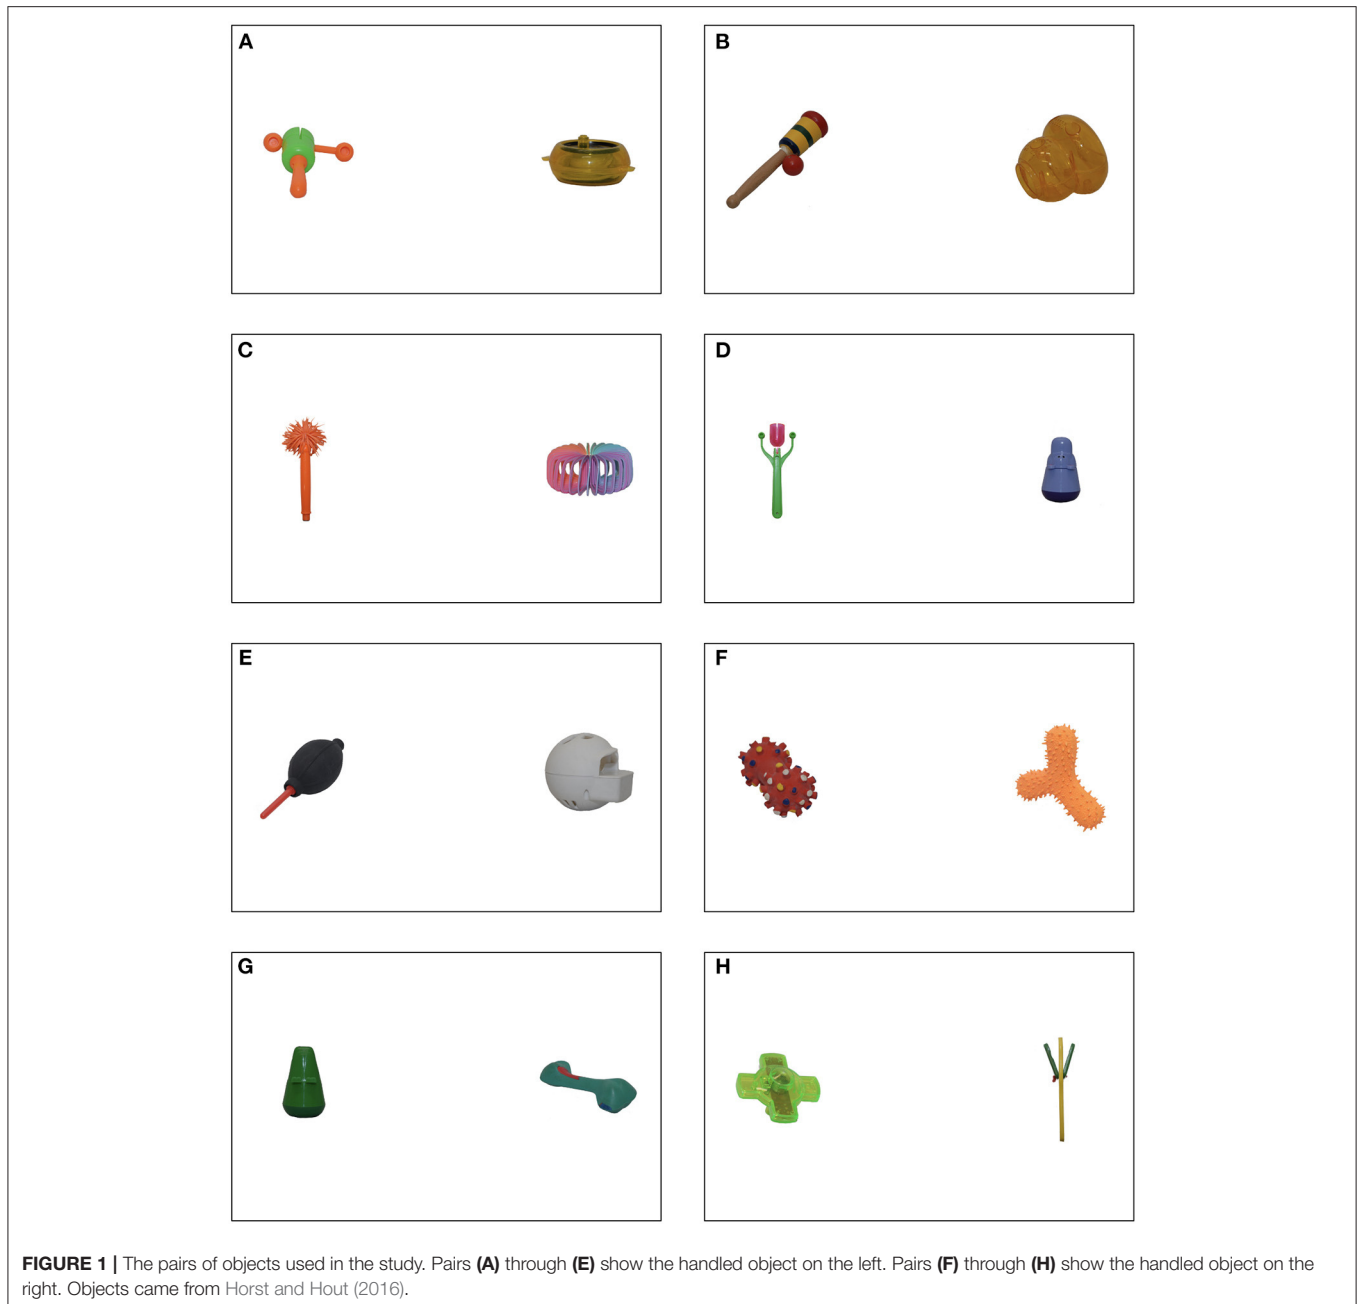 A
B
C
D
E
F
G
H
FIGURE 1 | The pairs of objects used in the study. Pairs (A) through (E) show the handled object on the left. Pairs (F) through (H) show the handled object on the
right. Objects came from Horst and Hout (2016).